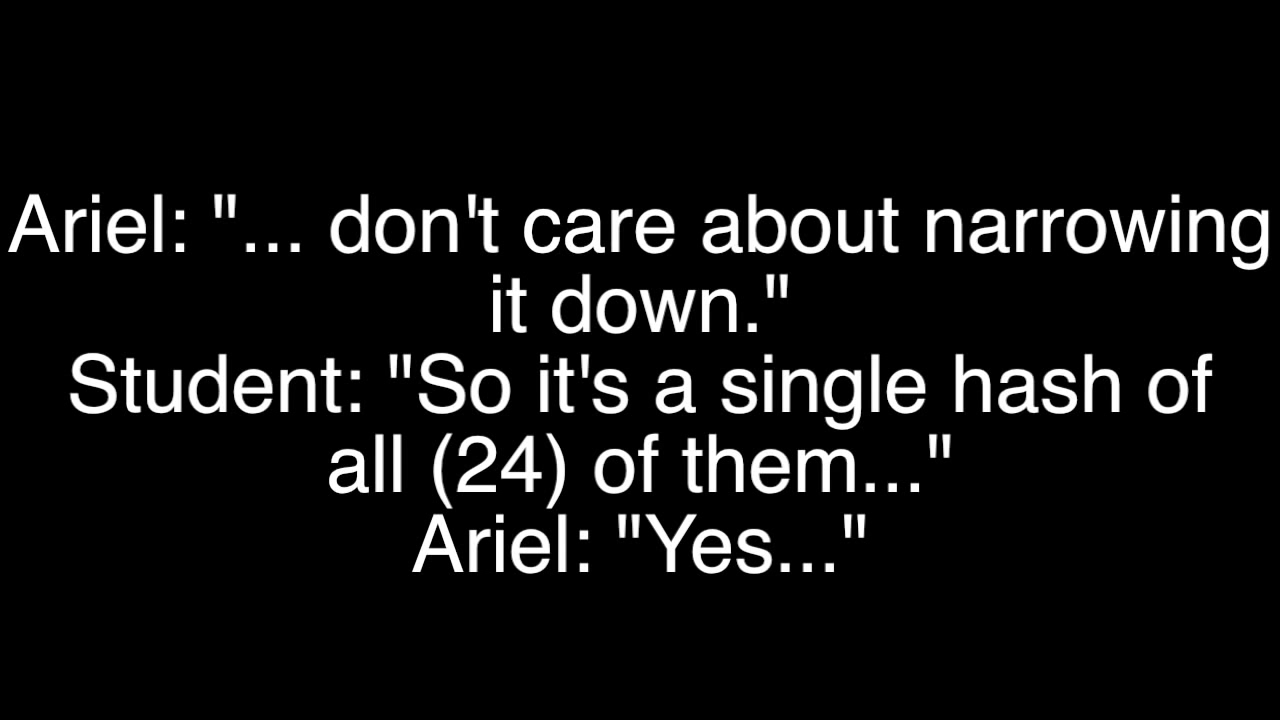 Ariel: "... don't care about narrowing
it down."
Student: "So it's a single hash of
all (24) of them..."
Ariel: "Yes..."